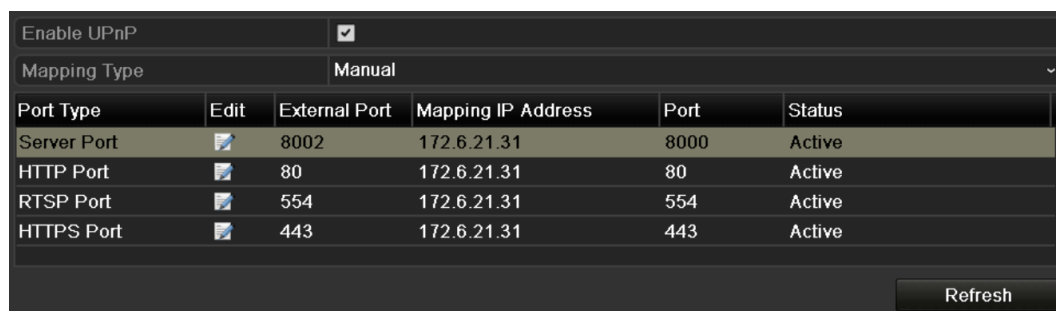 Enable UPnP
Mapping Type Manual
Port Type Edit External Port Mapping IP Address Port Status
Server Port 8002 172.6.21.31 8000 Active
HTTP Port 80 172.6.21.31 80 Active
RTSP Port 554 172.6.21.31 554 Active
HTTPS Port 443 172.6.21.31 443 Active
Refresh